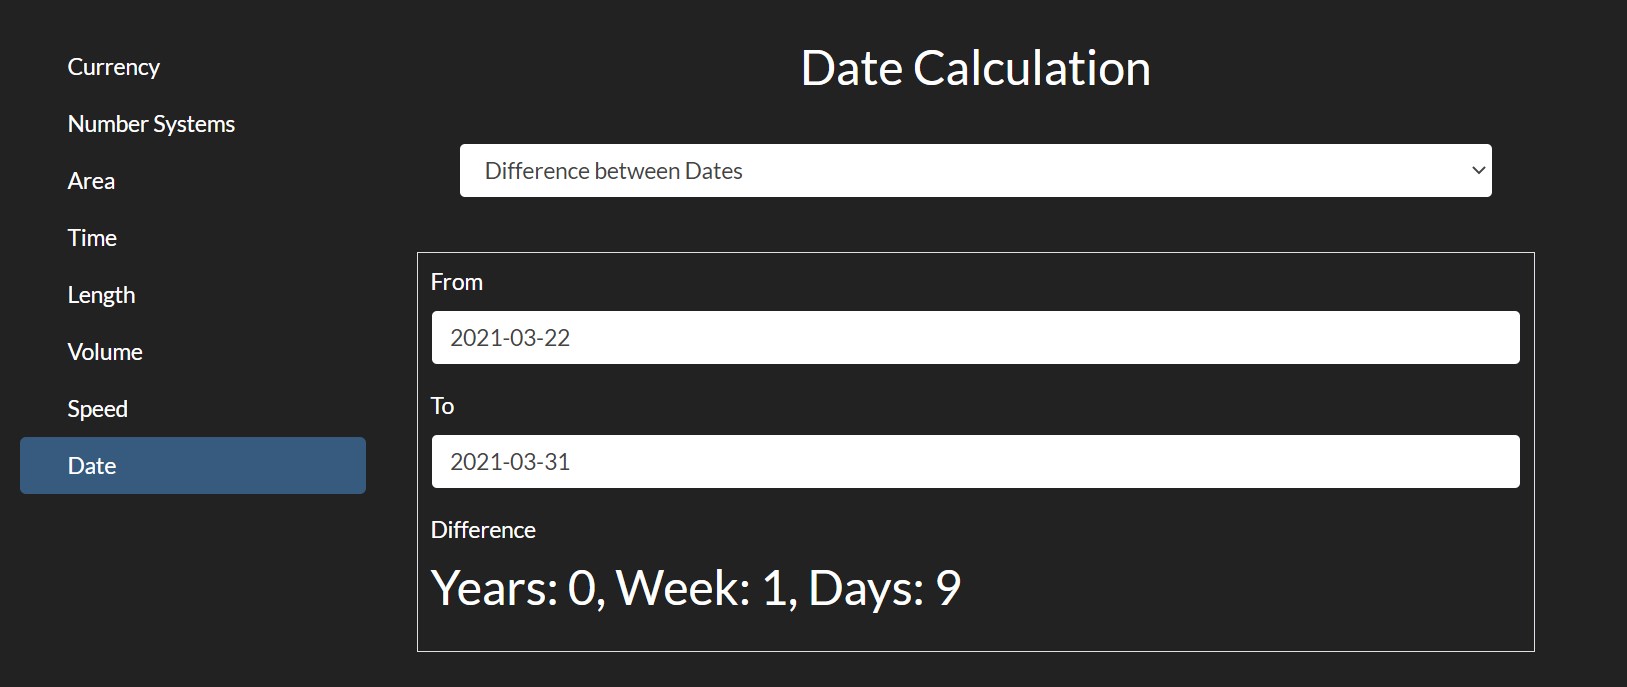 Currency
Number Systems
Area
Time
Length
Volume
Speed
Date
Date Calculation
Difference between Dates
From
2021-03-22
To
2021-03-31
Difference
Years: 0, Week: 1, Days: 9